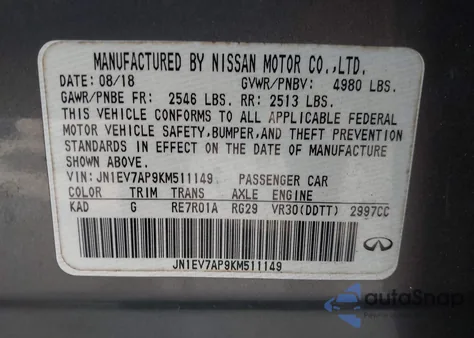 MANUFACTURED BY NISSAN MOTOR CO.,LTD.
DATE: 08/18 GVWR/PNBV: 4980 LBS.
GAWR/PNBE FR: 2546 LBS. RR: 2513 LBS.
THIS VEHICLE CONFORMS TO ALL APPLICABLE FEDERAL
MOTOR VEHICLE SAFETY, BUMPER, AND THEFT PREVENTION
STANDARDS IN EFFECT ON THE DATE OF MANUFACTURE
SHOWN ABOVE.
VIN: JN1EV7AP9KM511149 PASSENGER CAR
COLOR TRIM TRANS AXLE ENGINE
KAD G RE7R01A RG29 VR30(DDTT) 2997CC
JN1EV7AP9KM511149
autoSnap